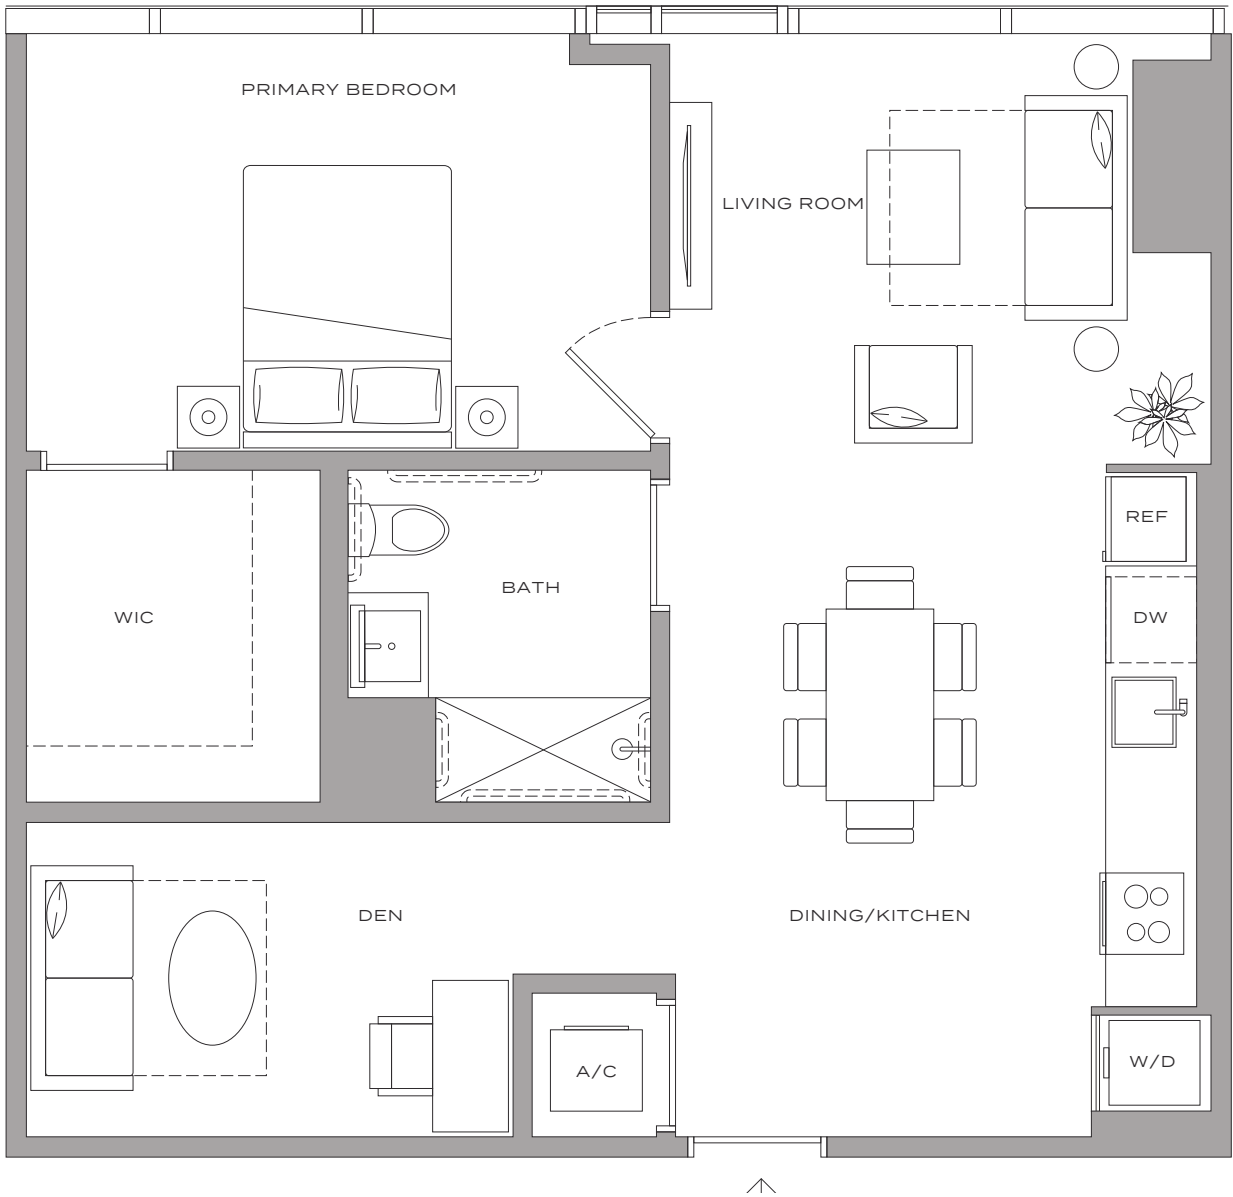 PRIMARY BEDROOM
LIVING ROOM
REF
BATH
WIC
DW
DEN
DINING/KITCHEN
A/C
W/D